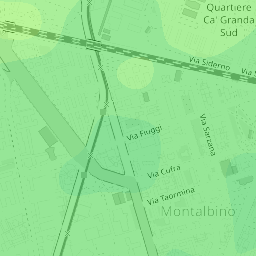 Quartiere
Ca' Granda
Sud
Via Siderno
Via Fiuggi
Via Sarzana
Via Cufra
Via Taormina
Montalbino